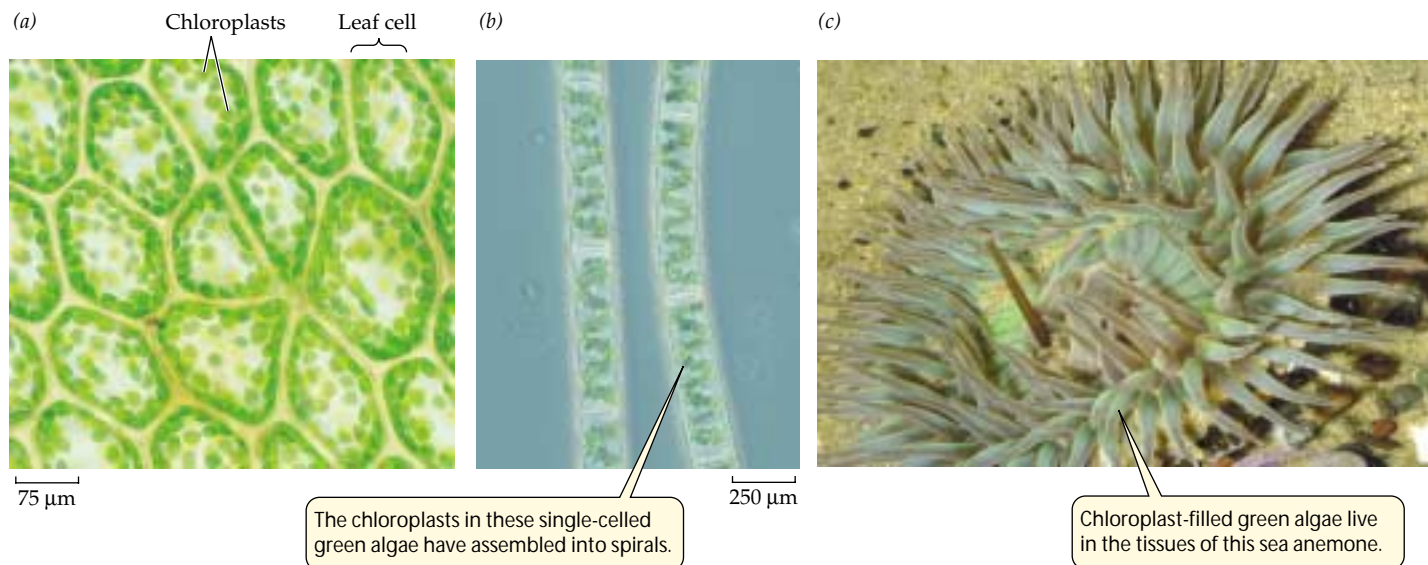 (a)
Chloroplasts
Leaf cell
(b)
(c)
75 µm
250 µm
The chloroplasts in these single-celled
green algae have assembled into spirals.
Chloroplast-filled green algae live
in the tissues of this sea anemone.